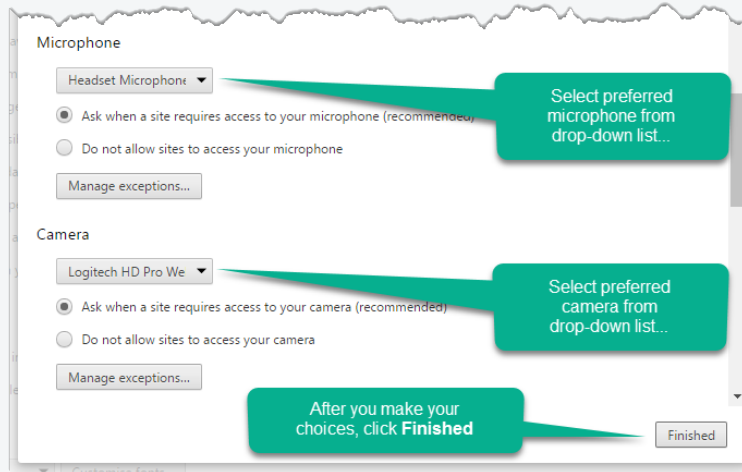 Microphone
Headset Microphone
Select preferred
microphone from
drop-down list...
Ask when a site requires access to your microphone (recommended)
Do not allow sites to access your microphone
Manage exceptions...
Camera
Logitech HD Pro We
Select preferred
camera from
drop-down list...
Ask when a site requires access to your camera (recommended)
Do not allow sites to access your camera
Manage exceptions...
After you make your
choices, click Finished
Finished
Customize fonts...